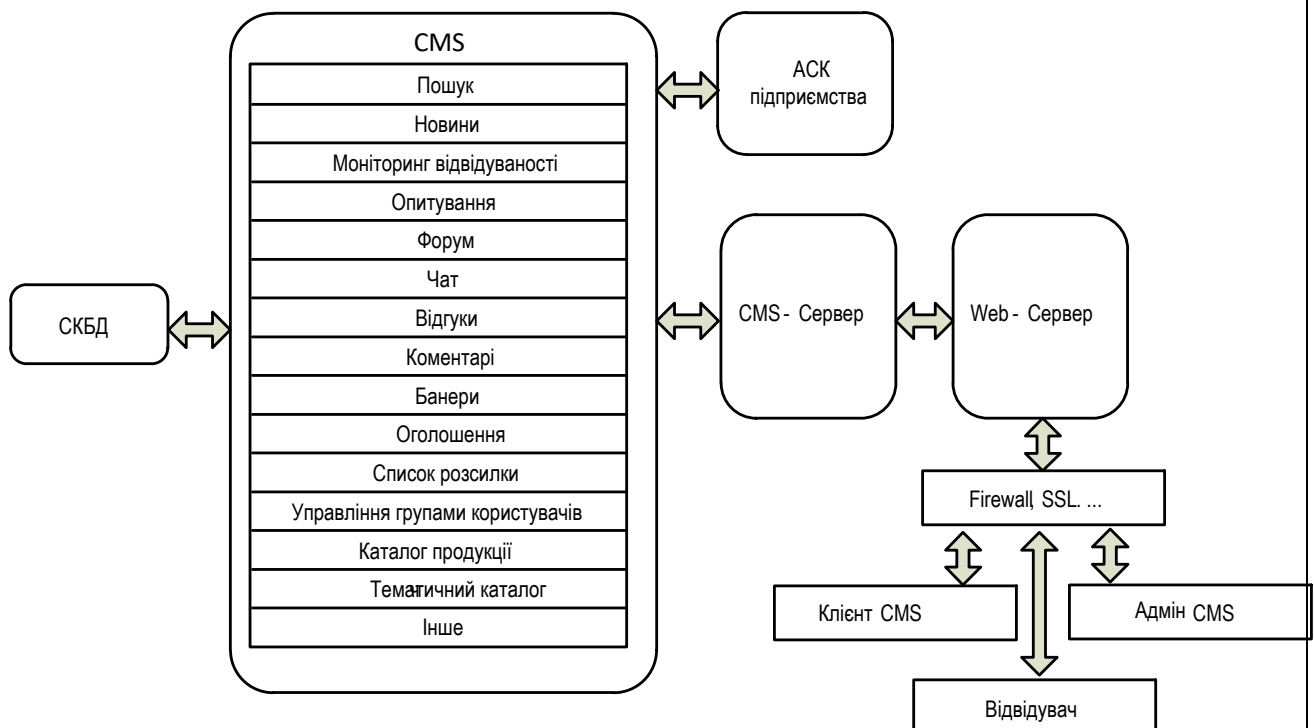 CMS
Пошук
Новини
Моніторинг відвідуваності
Опитування
Форум
Чат
Відгуки
Коментарі
Банери
Оголошення
Список розсилки
Управління групами користувачів
Каталог продукції
Тематичний каталог
Інше
СКБД
АСК
підприємства
CMS - Сервер
Web - Сервер
Firewall, SSL. ...
Клієнт CMS
Адмін CMS
Відвідувач